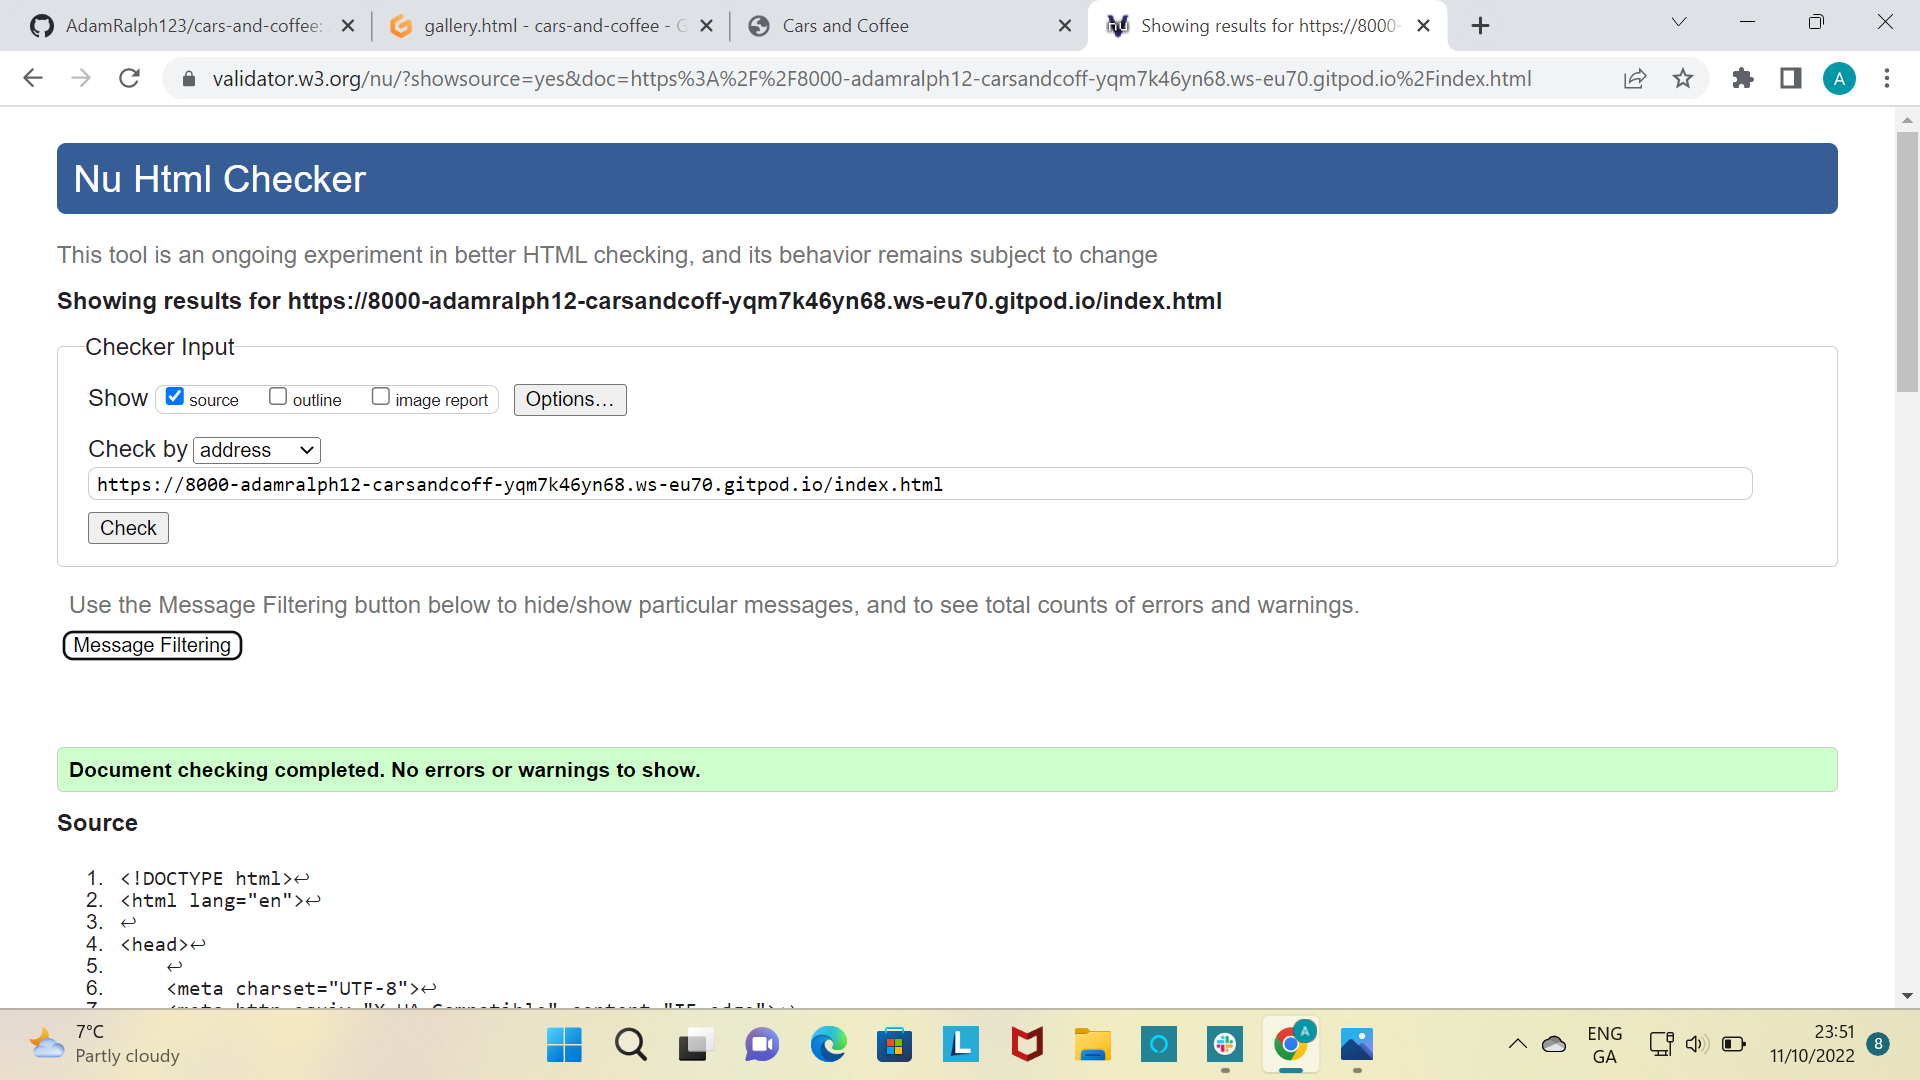 AdamRalph123/cars-and-coffee:
gallery.html - cars-and-coffee - G
Cars and Coffee
Showing results for https://8000-
validator.w3.org/nu/?showsource=yes&doc=https%3A%2F%2F8000-adamralph12-carsandcoff-yqm7k46yn68.ws-eu70.gitpod.io%2Findex.html
A
Nu Html Checker
This tool is an ongoing experiment in better HTML checking, and its behavior remains subject to change
Showing results for https://8000-adamralph12-carsandcoff-yqm7k46yn68.ws-eu70.gitpod.io/index.html
Checker Input
Show source outline image report Options...
Check by address
https://8000-adamralph12-carsandcoff-yqm7k46yn68.ws-eu70.gitpod.io/index.html
Check
Use the Message Filtering button below to hide/show particular messages, and to see total counts of errors and warnings.
Message Filtering
Document checking completed. No errors or warnings to show.
Source
1. <!DOCTYPE html>↩
2. <html lang="en">↩
3. ↩
4. <head>↩
5. ↩
6. <meta charset="UTF-8">↩
7. <meta http-equiv="X-UA-Compatible" content="IE=edge">↩
7°C
Partly cloudy
A
ENG
GA
23:51
11/10/2022
8